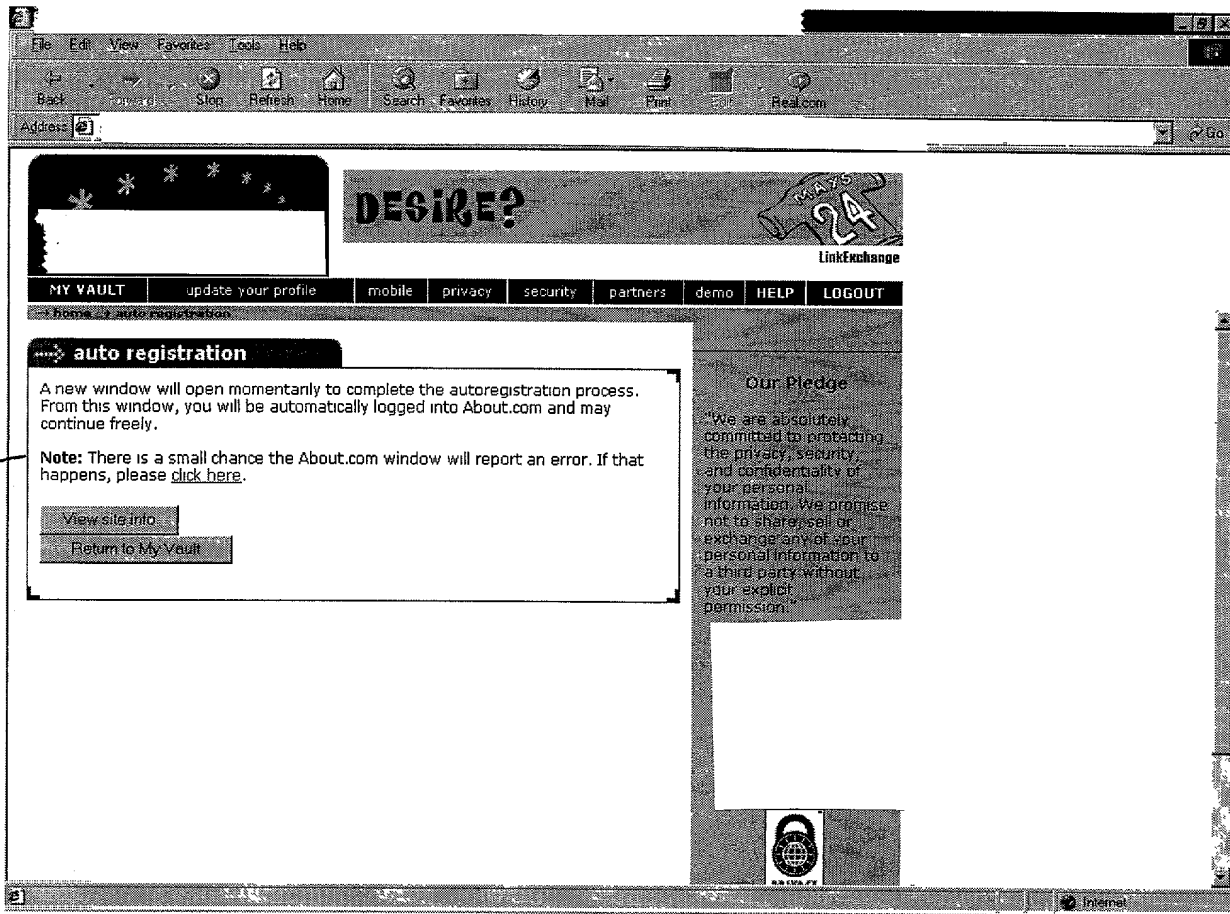 File Edit View Favorites Tools Help
Back Forward Stop Refresh Home Search Favorites History Mail Print Edit Real.com
Address Go
DESIRE?
MAXS 24
LinkExchange
MY VAULT update your profile mobile privacy security partners demo HELP LOGOUT
home auto registration
auto registration
A new window will open momentarily to complete the autoregistration process.
From this window, you will be automatically logged into About.com and may
continue freely.
Note: There is a small chance the About.com window will report an error. If that
happens, please click here.
View site info
Return to My Vault
Our Pledge
"We are absolutely
committed to protecting
the privacy, security,
and confidentiality of
your personal
information. We promise
not to share, sell or
exchange any of your
personal information to
a third party without
your explicit
permission."
PRIVACY
Internet